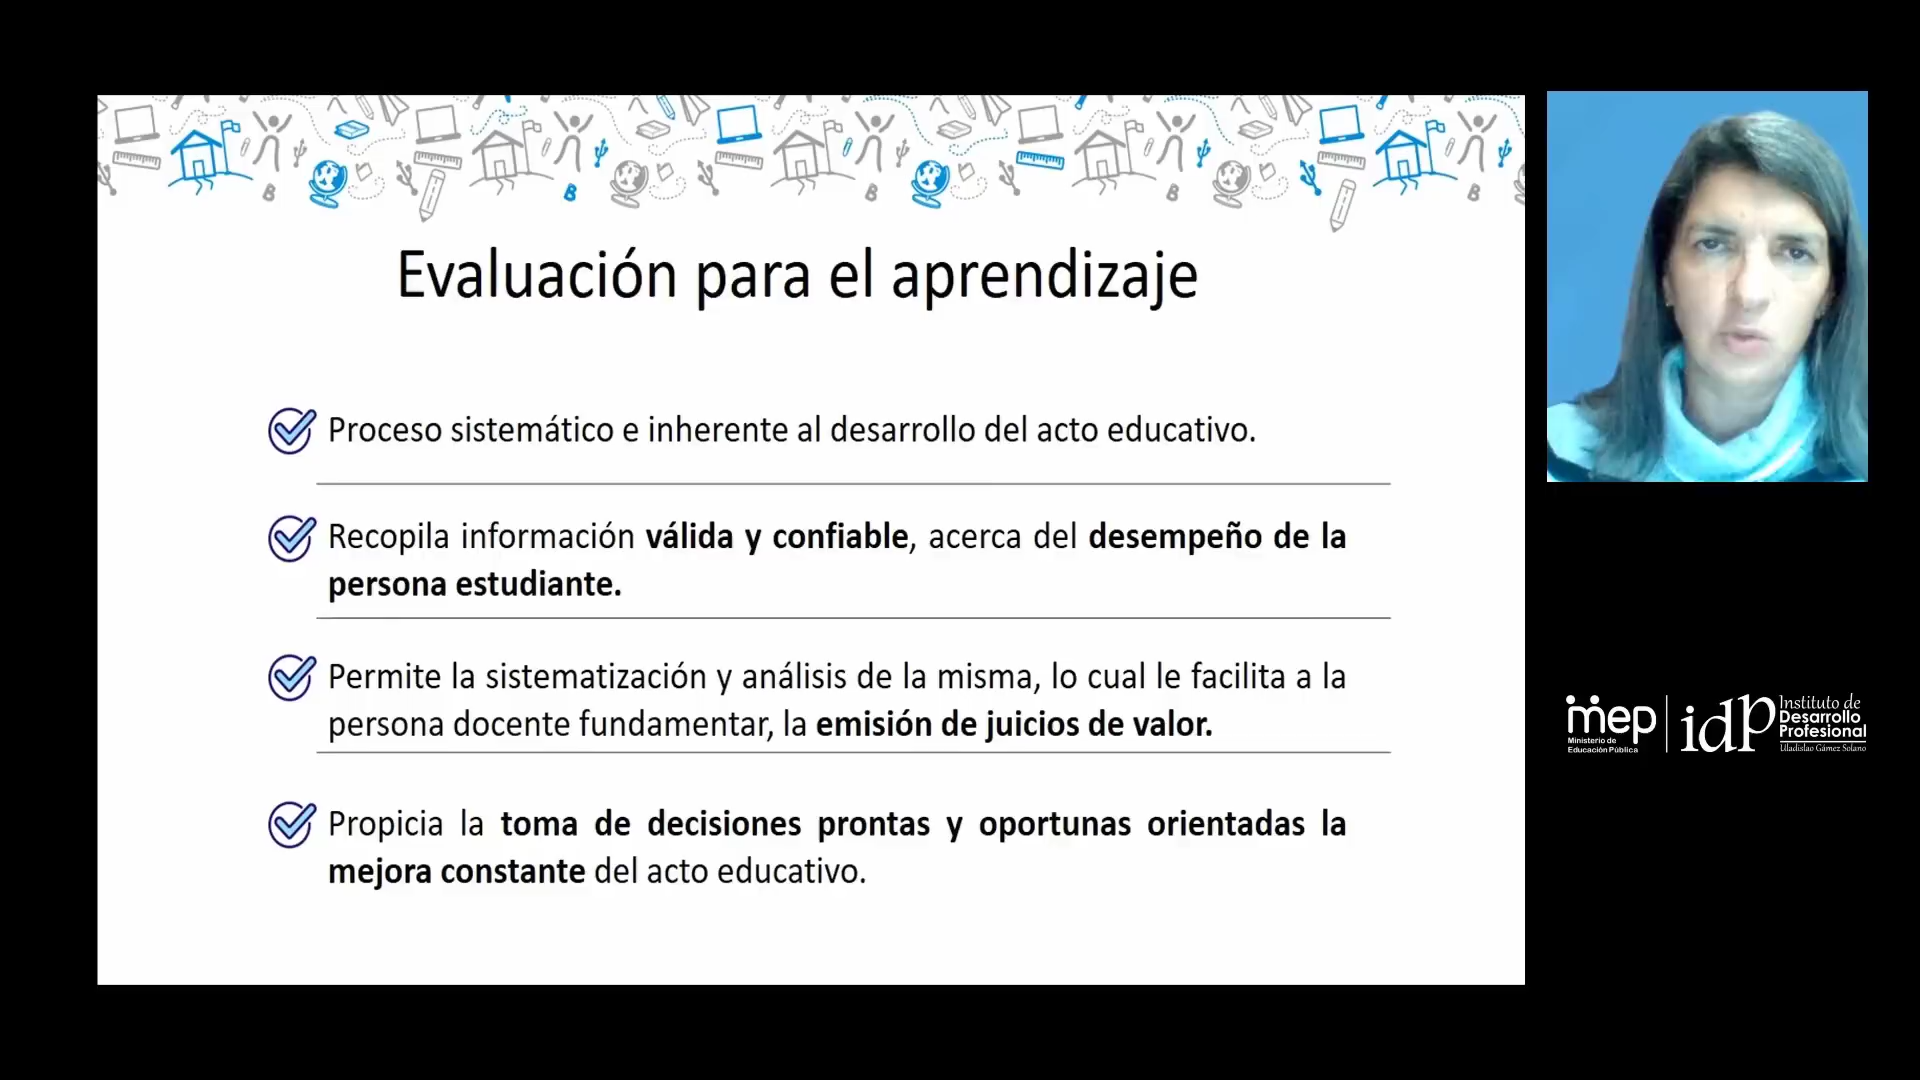 Evaluación para el aprendizaje
Proceso sistemático e inherente al desarrollo del acto educativo.
Recopila información válida y confiable, acerca del desempeño de la
persona estudiante.
Permite la sistematización y análisis de la misma, lo cual le facilita a la
persona docente fundamentar, la emisión de juicios de valor.
Propicia la toma de decisiones prontas y oportunas orientadas la
mejora constante del acto educativo.
mep
Ministerio de
Educación Pública
idp
Instituto de
Desarrollo
Profesional
Uladislao Gámez Solano